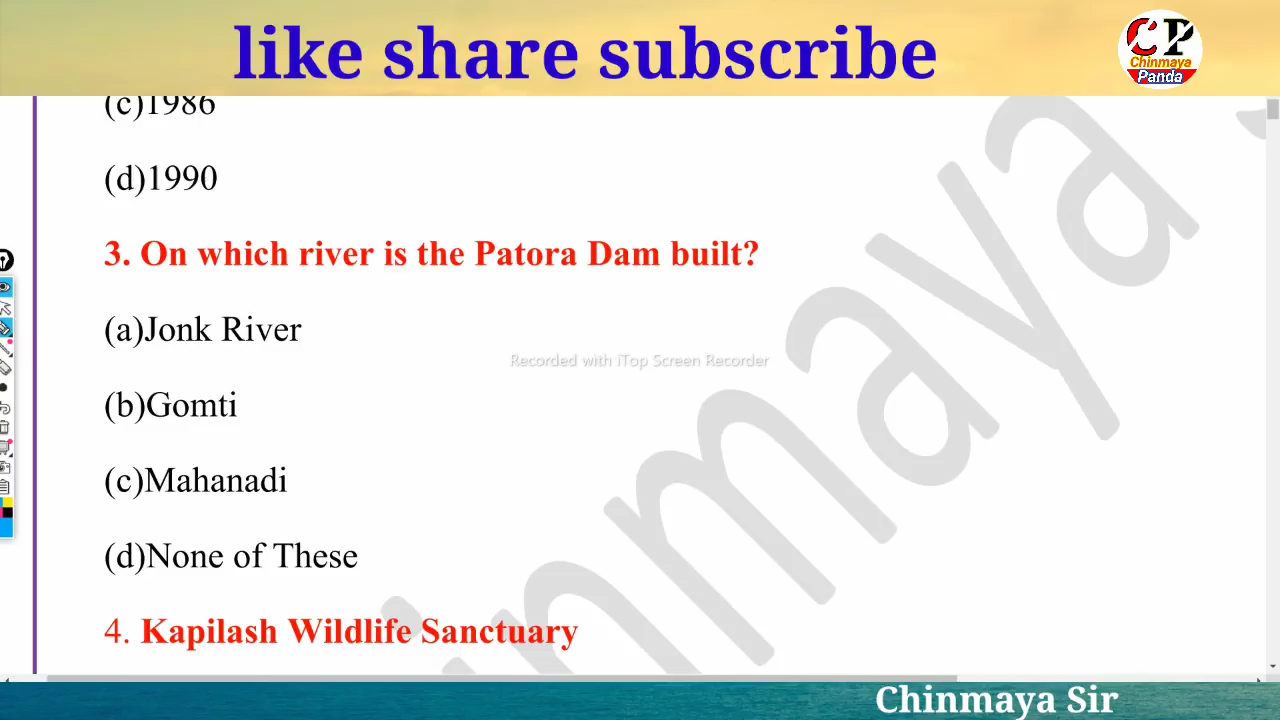 like share subscribe
CP
Chinmaya
Panda
(c)1986
(d)1990
3. On which river is the Patora Dam built?
(a)Jonk River
Recorded with iTop Screen Recorder
(b)Gomti
(c)Mahanadi
(d)None of These
4. Kapilash Wildlife Sanctuary
Chinmaya Sir